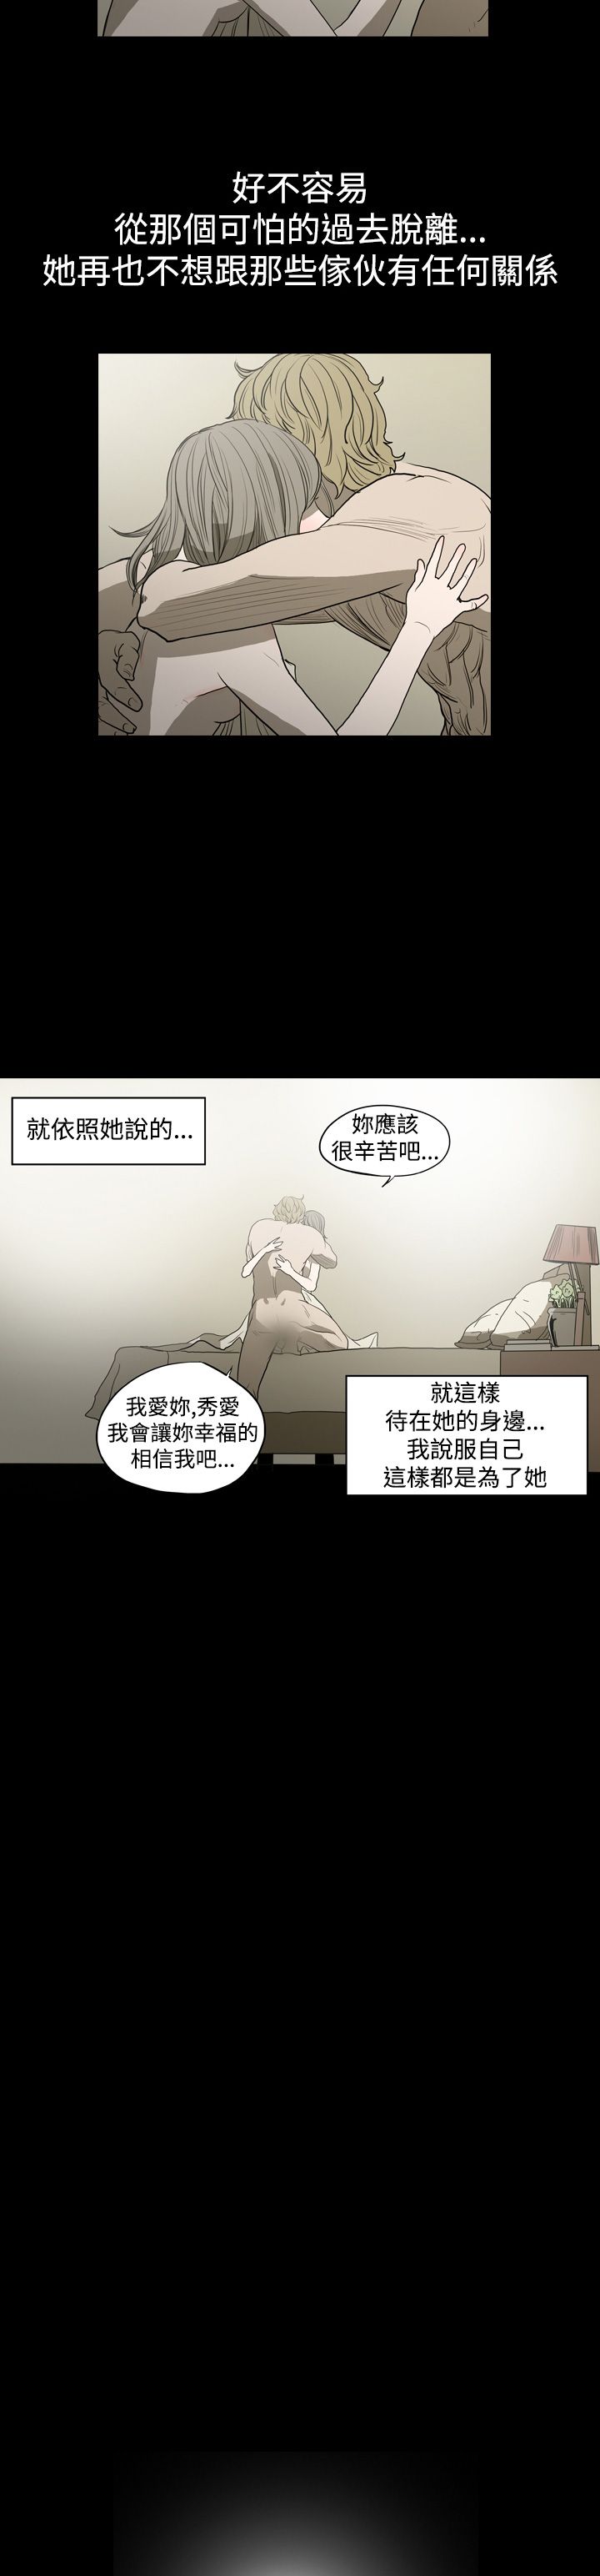 好不容易
從那個可怕的過去脫離...
她再也不想跟那些傢伙有任何關係
就依照她說的...
妳應該
很辛苦吧...
我愛妳,秀愛
我會讓妳幸福的
相信我吧...
就這樣
待在她的身邊...
我說服自己
這樣都是為了她